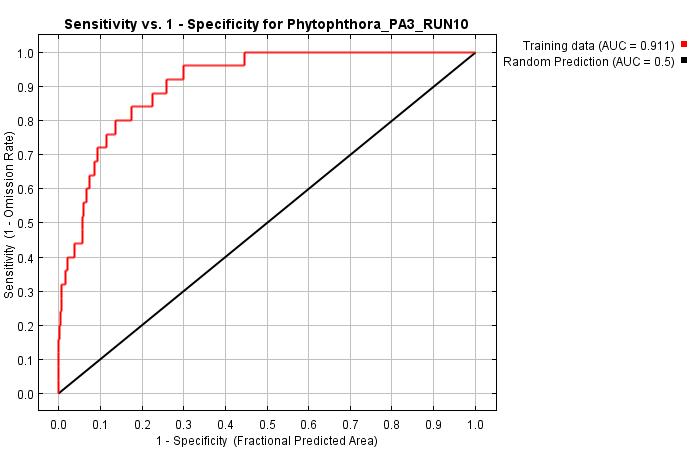 Sensitivity vs. 1 - Specificity for Phytophthora_PA3_RUN10
Training data (AUC = 0.911)
Random Prediction (AUC = 0.5)
Sensitivity (1 - Omission Rate)
1.0
0.9
0.8
0.7
0.6
0.5
0.4
0.3
0.2
0.1
0.0
0.0 0.1 0.2 0.3 0.4 0.5 0.6 0.7 0.8 0.9 1.0
1 - Specificity (Fractional Predicted Area)